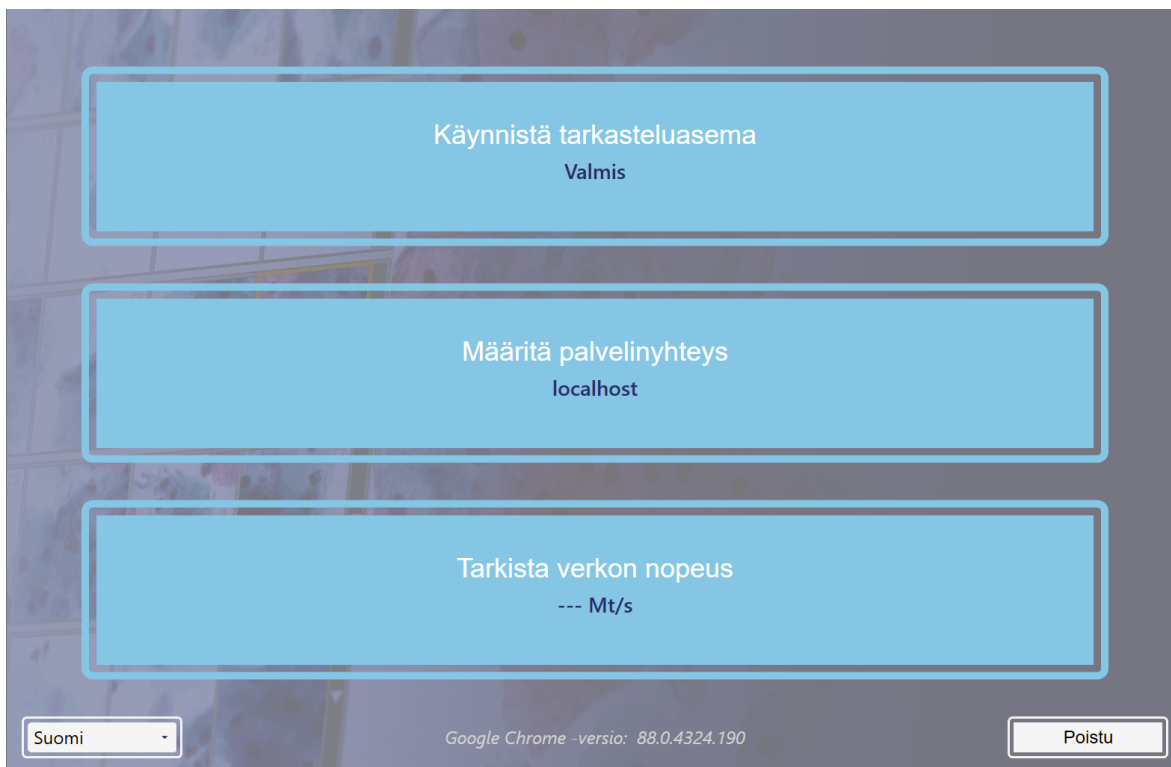 Käynnistä tarkasteluasema
Valmis
Määritä palvelinyhteys
localhost
Tarkista verkon nopeus
--- Mt/s
Suomi
Google Chrome -versio: 88.0.4324.190
Poistu